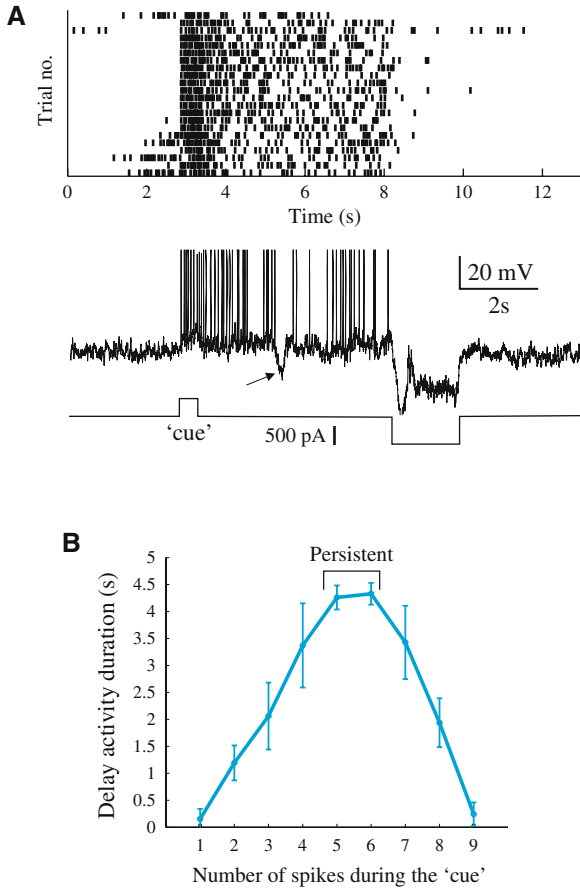 A
Trial no.
0 2 4 6 8 10 12
Time (s)
20 mV
2s
'cue'
500 pA
B
Persistent
Delay activity duration (s)
5
4.5
4
3.5
3
2.5
2
1.5
1
0.5
0
1 2 3 4 5 6 7 8 9
Number of spikes during the 'cue'